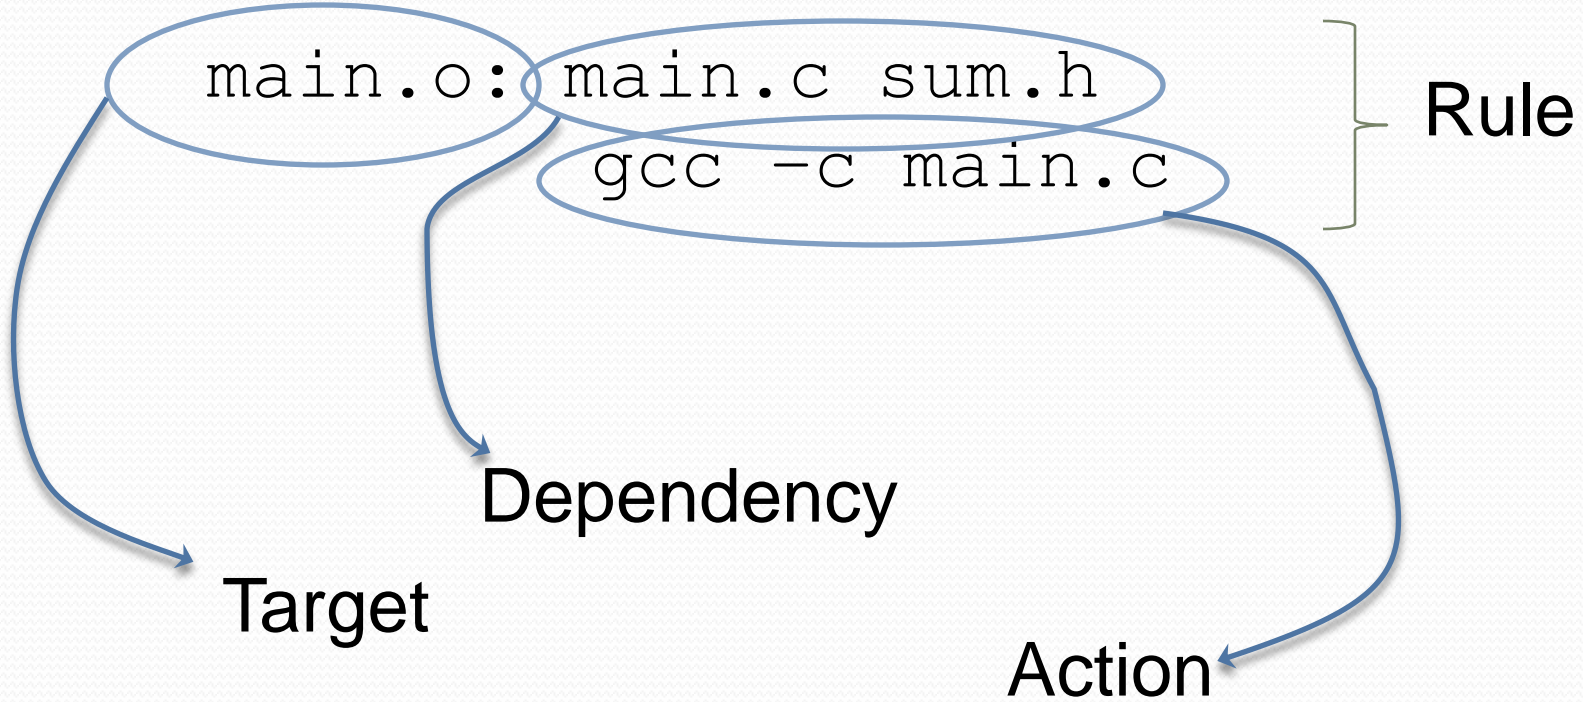 main.o: main.c sum.h
gcc –c main.c
Rule
Dependency
Target
Action